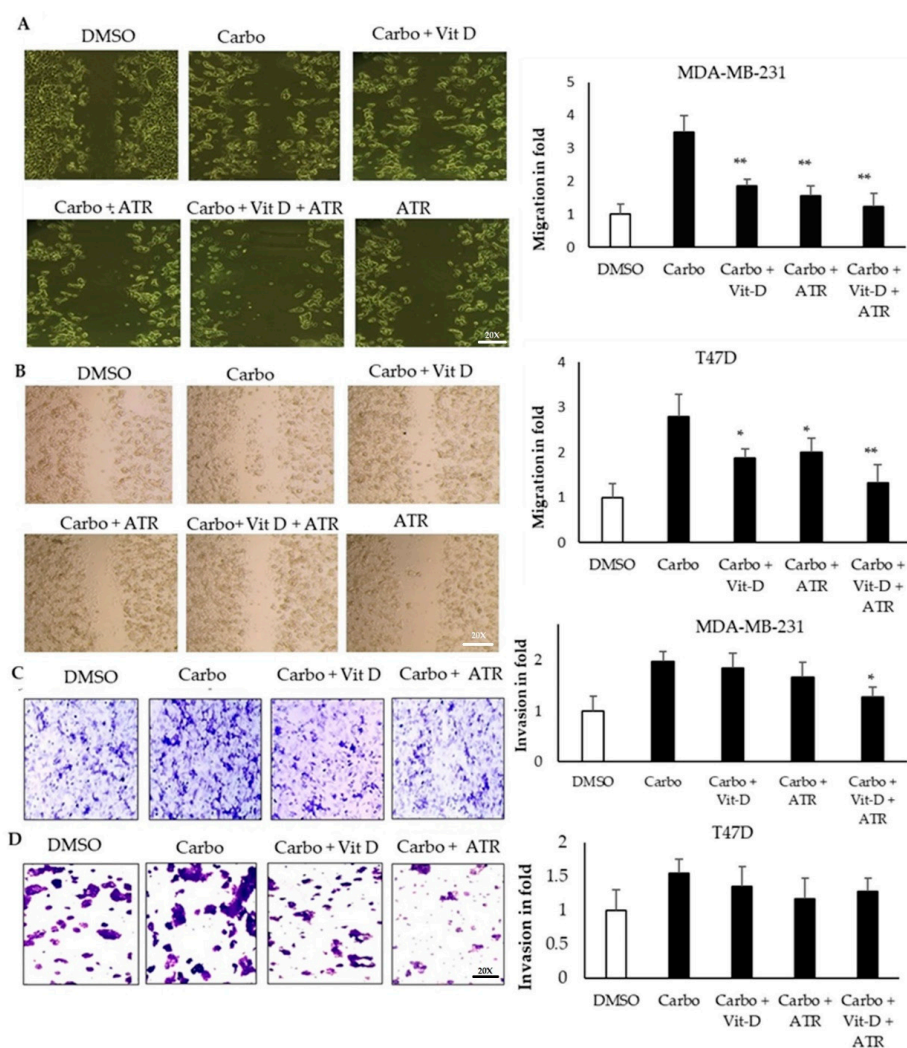 A
DMSO
Carbo
Carbo + Vit D
Carbo + ATR
Carbo + Vit D + ATR
ATR
20X
MDA-MB-231
Migration in fold
5
4
3
2
1
0
**
**
**
DMSO
Carbo
Carbo +
Vit-D
Carbo +
ATR
Carbo +
Vit-D +
ATR
B
DMSO
Carbo
Carbo + Vit D
Carbo + ATR
Carbo+ Vit D + ATR
ATR
20X
T47D
Migration in fold
4
3
2
1
0
*
*
**
DMSO
Carbo
Carbo +
Vit-D
Carbo +
ATR
Carbo +
Vit-D +
ATR
C
DMSO
Carbo
Carbo + Vit D
Carbo + ATR
MDA-MB-231
Invasion in fold
2
1
0
*
DMSO
Carbo
Carbo +
Vit-D
Carbo +
ATR
Carbo +
Vit-D +
ATR
D
DMSO
Carbo
Carbo + Vit D
Carbo + ATR
20X
T47D
Invasion in fold
2
1.5
1
0.5
0
DMSO
Carbo
Carbo +
Vit-D
Carbo +
ATR
Carbo +
Vit-D +
ATR